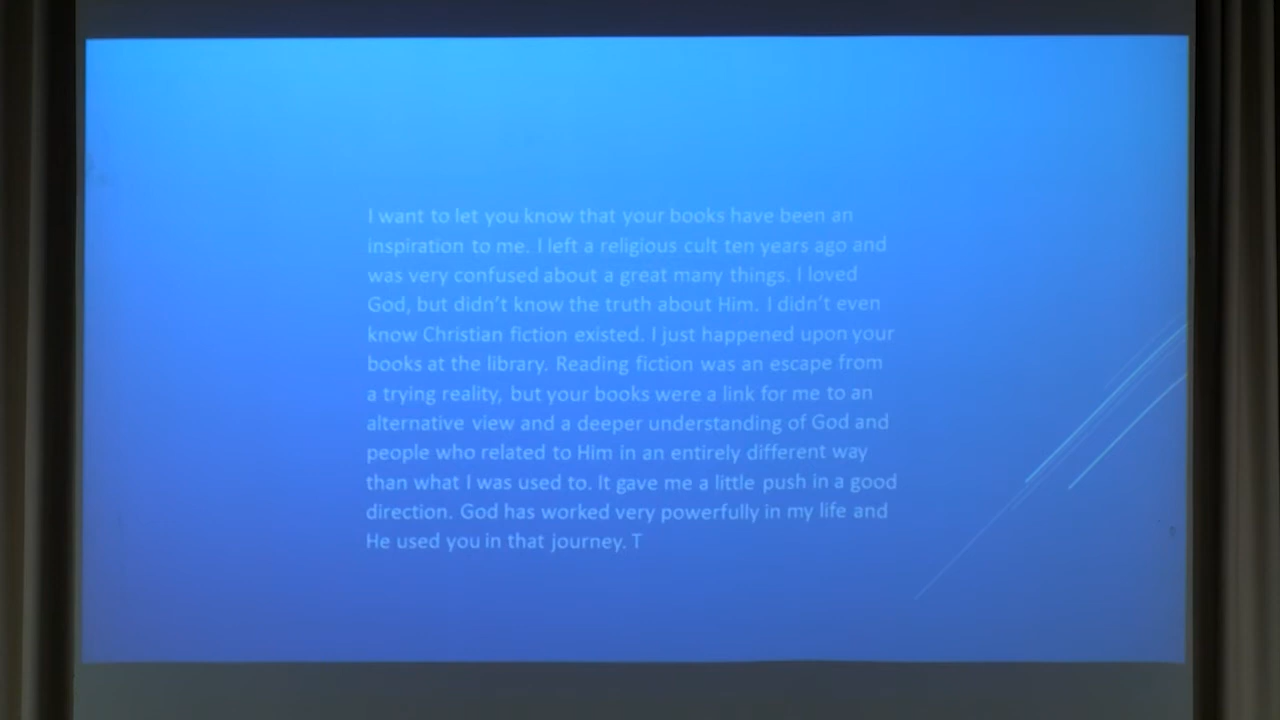 I want to let you know that your books have been an
inspiration to me. I left a religious cult ten years ago and
was very confused about a great many things. I loved
God, but didn't know the truth about Him. I didn't even
know Christian fiction existed. I just happened upon your
books at the library. Reading fiction was an escape from
a trying reality, but your books were a link for me to an
alternative view and a deeper understanding of God and
people who related to Him in an entirely different way
than what I was used to. It gave me a little push in a good
direction. God has worked very powerfully in my life and
He used you in that journey. T